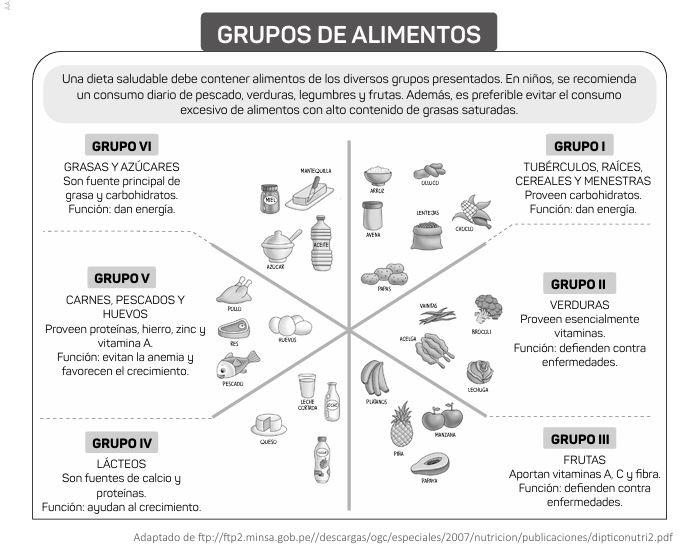 GRUPOS DE ALIMENTOS
Una dieta saludable debe contener alimentos de los diversos grupos presentados. En niños, se recomienda
un consumo diario de pescado, verduras, legumbres y frutas. Además, es preferible evitar el consumo
excesivo de alimentos con alto contenido de grasas saturadas.
GRUPO VI
GRASAS Y AZÚCARES
Son fuente principal de
grasa y carbohidratos.
Función: dan energía.
MANTEQUILLA
MIEL
ACEITE
AZÚCAR
GRUPO I
TUBÉRCULOS, RAÍCES,
CEREALES Y MENESTRAS
Proveen carbohidratos.
Función: dan energía.
ARROZ
OLLUCO
AVENA
LENTEJAS
CHOCLO
PAPAS
GRUPO V
CARNES, PESCADOS Y
HUEVOS
Proveen proteínas, hierro, zinc y
vitamina A.
Función: evitan la anemia y
favorecen el crecimiento.
POLLO
RES
HUEVOS
PESCADO
GRUPO II
VERDURAS
Proveen esencialmente
vitaminas.
Función: defienden contra
enfermedades.
VAINITAS
BRÓCOLI
ACELGA
LECHUGA
GRUPO IV
LÁCTEOS
Son fuentes de calcio y
proteínas.
Función: ayudan al crecimiento.
LECHE
CORTADA
LECHE
QUESO
GRUPO III
FRUTAS
Aportan vitaminas A, C y fibra.
Función: defienden contra
enfermedades.
PLÁTANOS
MANZANA
PIÑA
PAPAYA
Adaptado de ftp://ftp2.minsa.gob.pe//descargas/ogc/especiales/2007/nutricion/publicaciones/dipticonutri2.pdf